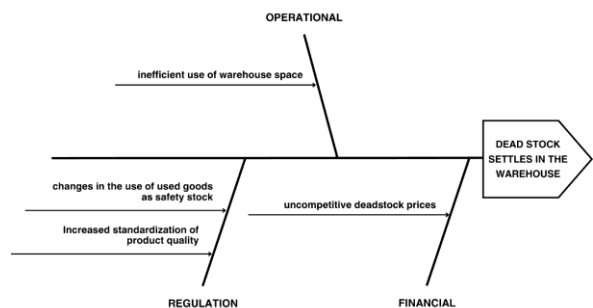 OPERATIONAL
inefficient use of warehouse space
DEAD STOCK
SETTLES IN THE
WAREHOUSE
changes in the use of used goods
as safety stock
uncompetitive deadstock prices
Increased standardization of
product quality
REGULATION
FINANCIAL